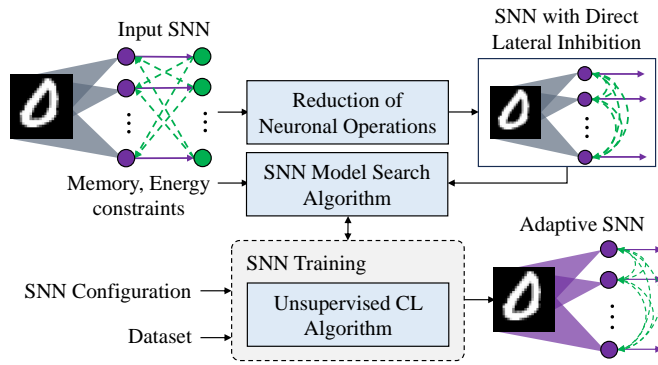 Input SNN
SNN with Direct
Lateral Inhibition
Reduction of
Neuronal Operations
Memory, Energy
constraints
SNN Model Search
Algorithm
Adaptive SNN
SNN Training
SNN Configuration
Unsupervised CL
Algorithm
Dataset